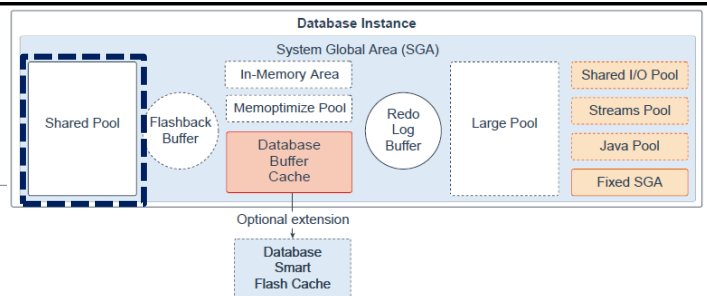 Database Instance
System Global Area (SGA)
Shared Pool
Flashback
Buffer
In-Memory Area
Memoptimize Pool
Database
Buffer
Cache
Redo
Log
Buffer
Large Pool
Shared I/O Pool
Streams Pool
Java Pool
Fixed SGA
Optional extension
Database
Smart
Flash Cache